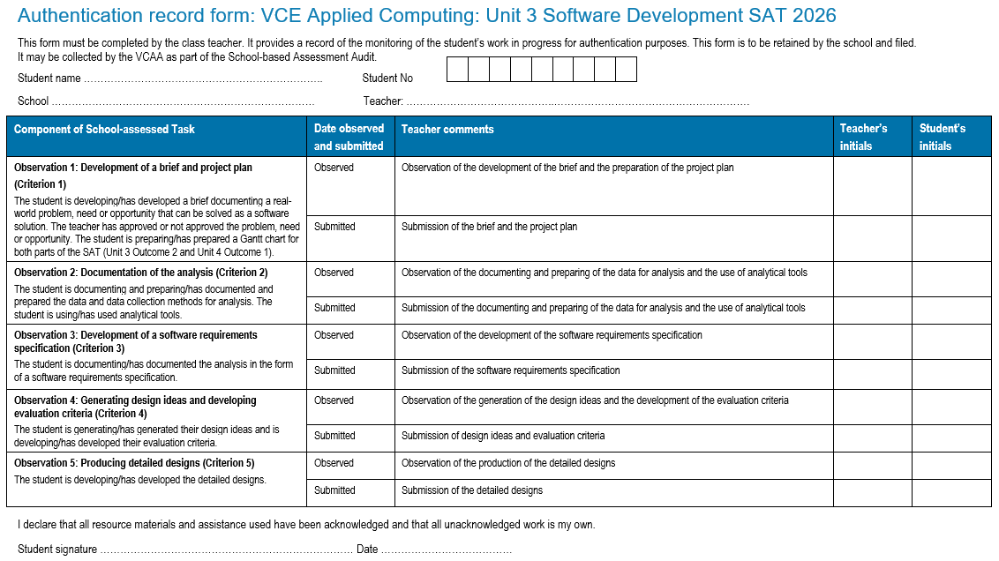 Authentication record form: VCE Applied Computing: Unit 3 Software Development SAT 2026
This form must be completed by the class teacher. It provides a record of the monitoring of the student's work in progress for authentication purposes. This form is to be retained by the school and filed.
It may be collected by the VCAA as part of the School-based Assessment Audit.
Student name ………………………………………………………….. Student No
School ………………………………………………………………… Teacher: ……………………………………………………………………………………
Component of School-assessed Task
Date observed
and submitted
Teacher comments
Teacher's
initials
Student's
initials
Observation 1: Development of a brief and project plan
(Criterion 1)
The student is developing/has developed a brief documenting a real-
world problem, need or opportunity that can be solved as a software
solution. The teacher has approved or not approved the problem, need
or opportunity. The student is preparing/has prepared a Gantt chart for
both parts of the SAT (Unit 3 Outcome 2 and Unit 4 Outcome 1).
Observed
Observation of the development of the brief and the preparation of the project plan
Submitted
Submission of the brief and the project plan
Observation 2: Documentation of the analysis (Criterion 2)
The student is documenting and preparing/has documented and
prepared the data and data collection methods for analysis. The
student is using/has used analytical tools.
Observed
Observation of the documenting and preparing of the data for analysis and the use of analytical tools
Submitted
Submission of the documenting and preparing of the data for analysis and the use of analytical tools
Observation 3: Development of a software requirements
specification (Criterion 3)
The student is documenting/has documented the analysis in the form
of a software requirements specification.
Observed
Observation of the development of the software requirements specification
Submitted
Submission of the software requirements specification
Observation 4: Generating design ideas and developing
evaluation criteria (Criterion 4)
The student is generating/has generated their design ideas and is
developing/has developed their evaluation criteria.
Observed
Observation of the generation of the design ideas and the development of the evaluation criteria
Submitted
Submission of design ideas and evaluation criteria
Observation 5: Producing detailed designs (Criterion 5)
The student is developing/has developed the detailed designs.
Observed
Observation of the production of the detailed designs
Submitted
Submission of the detailed designs
I declare that all resource materials and assistance used have been acknowledged and that all unacknowledged work is my own.
Student signature ……………………………………………………………… Date ………………………………